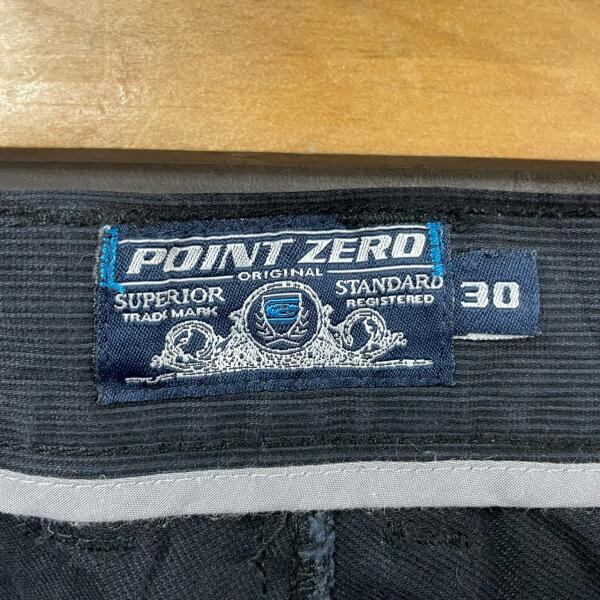 POINT ZERO
ORIGINAL
SUPERIOR STANDARD
TRADE MARK REGISTERED
30